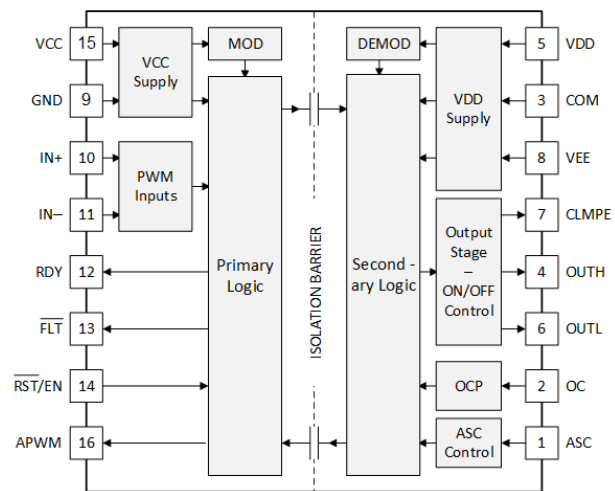 VCC 15 VCC Supply MOD DEMOD VDD Supply 5 VDD
GND 9 3 COM
IN+ 10 PWM Inputs 8 VEE
IN– 11 7 CLMPE
RDY 12 Primary Logic ISOLATION BARRIER Second - ary Logic Output Stage – ON/OFF Control 4 OUTH
FLT 13 6 OUTL
RST/EN 14 OCP 2 OC
APWM 16 ASC Control 1 ASC